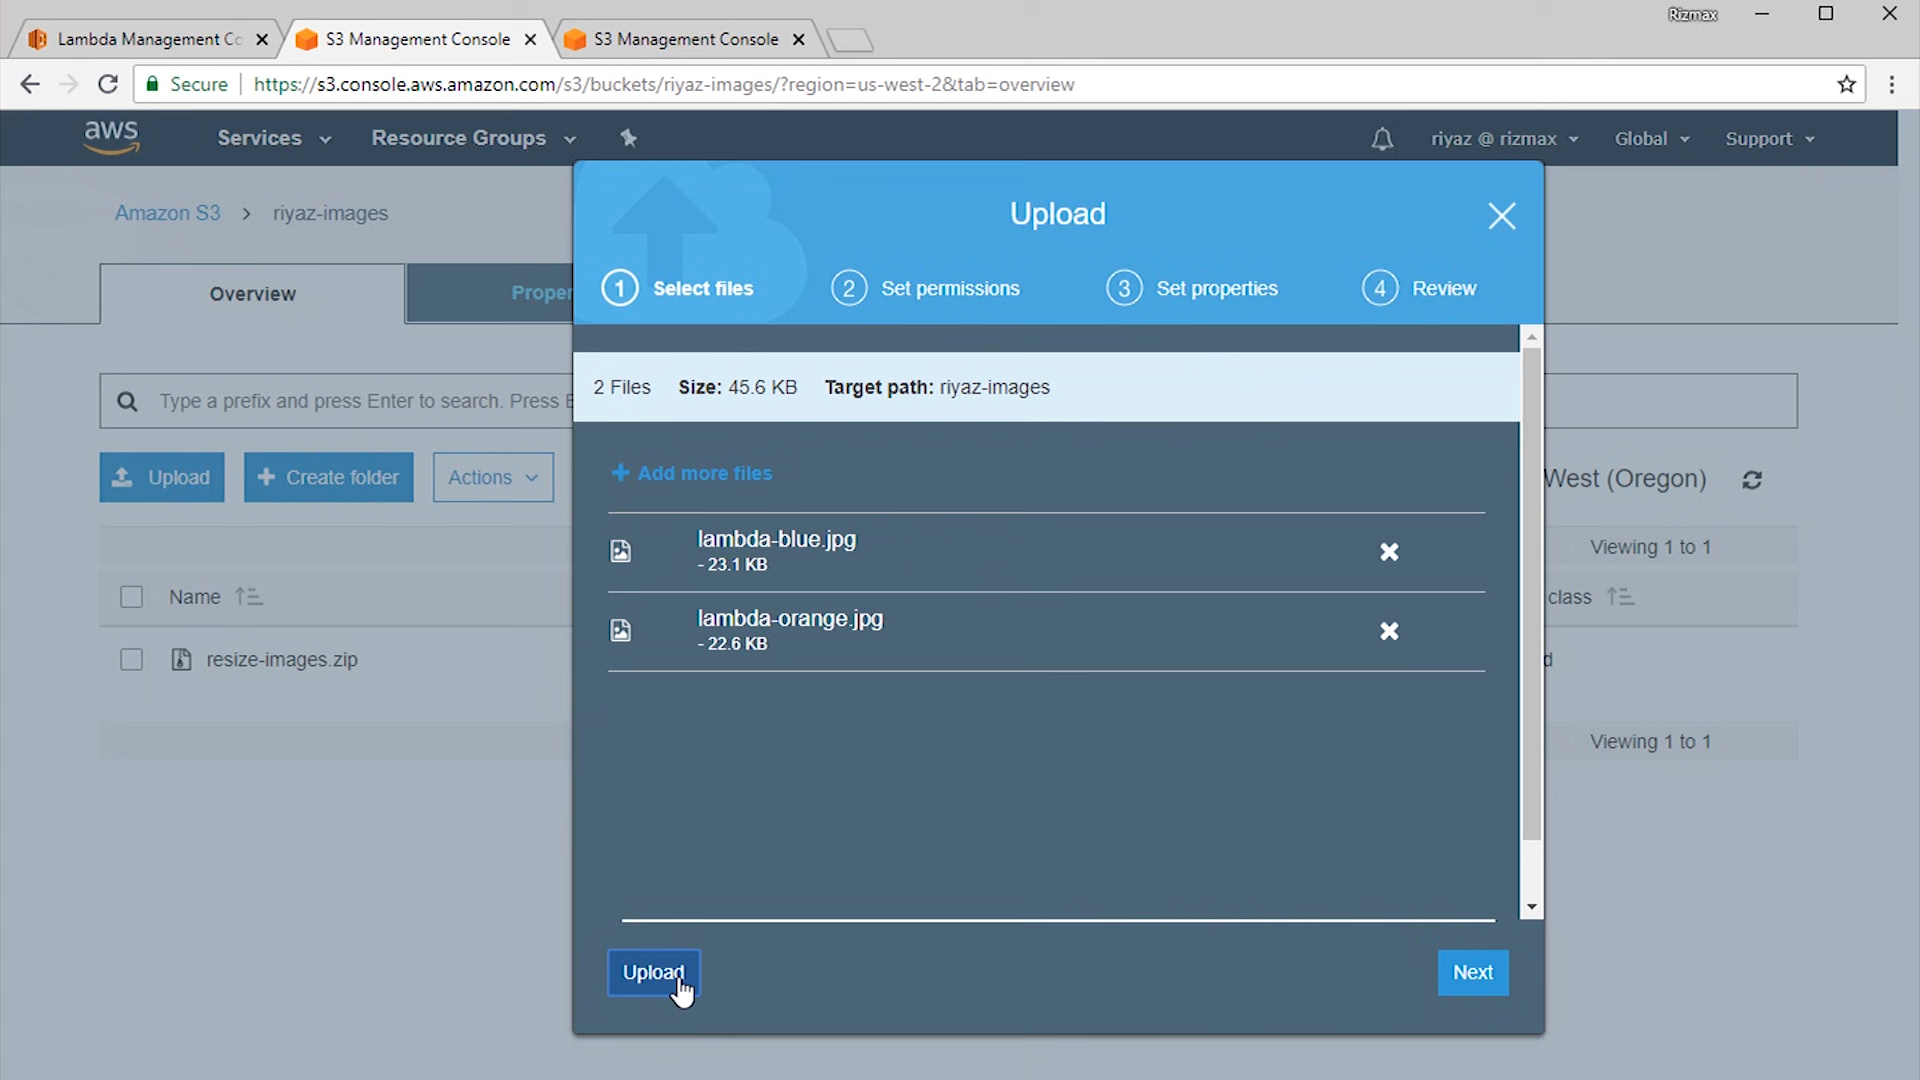 Rizmax
Lambda Management Co
S3 Management Console
S3 Management Console
Secure
https://s3.console.aws.amazon.com/s3/buckets/riyaz-images/?region=us-west-2&tab=overview
aws
Services
Resource Groups
riyaz @ rizmax
Global
Support
Amazon S3 > riyaz-images
Overview
Proper
Upload
1 Select files
2 Set permissions
3 Set properties
4 Review
Type a prefix and press Enter to search. Press E
2 Files Size: 45.6 KB Target path: riyaz-images
Upload
Create folder
Actions
West (Oregon)
Add more files
Viewing 1 to 1
lambda-blue.jpg
- 23.1 KB
Name
class
lambda-orange.jpg
- 22.6 KB
resize-images.zip
d
Viewing 1 to 1
Upload
Next